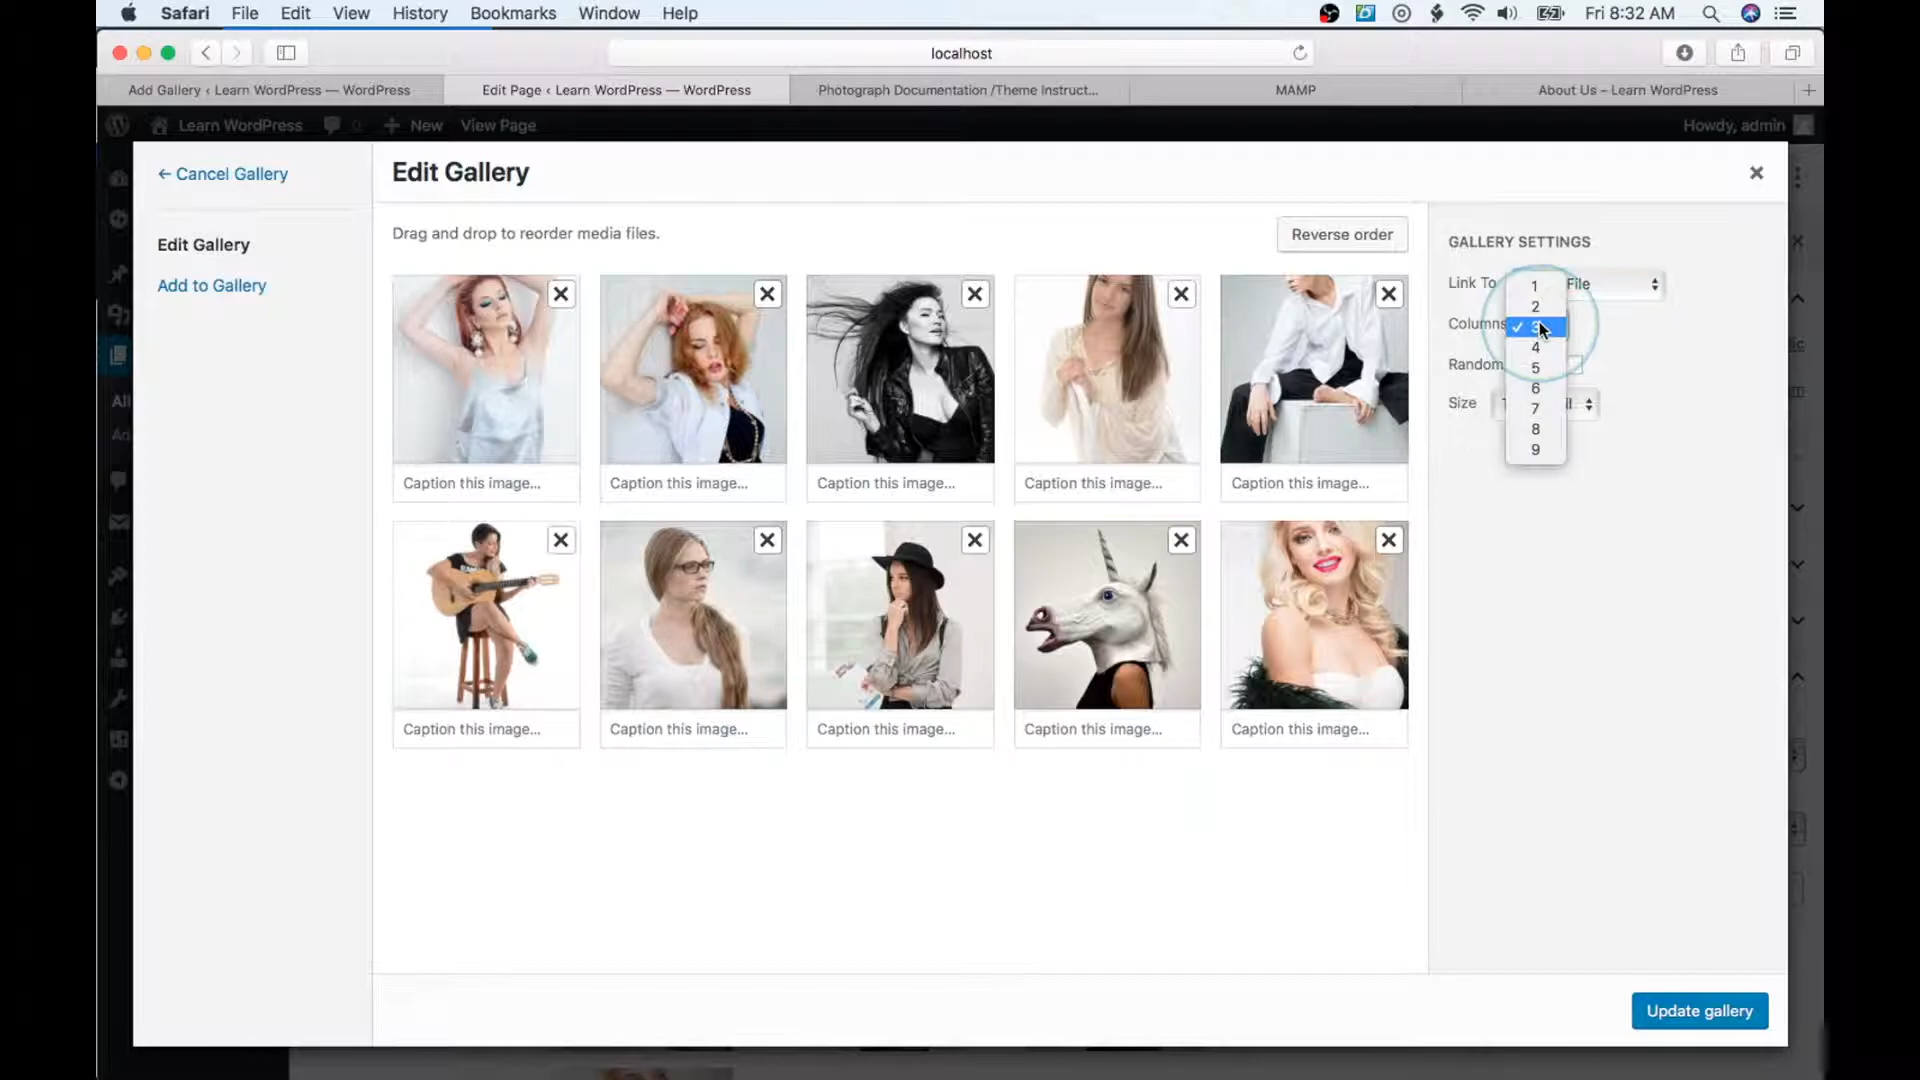 Safari File Edit View History Bookmarks Window Help Fri 8:32 AM
localhost
Add Gallery ‹ Learn WordPress — WordPress
Edit Page ‹ Learn WordPress — WordPress
Photograph Documentation /Theme Instruct...
MAMP
About Us – Learn WordPress
Learn WordPress 0 New View Page Howdy, admin
← Cancel Gallery
Edit Gallery
Edit Gallery
Add to Gallery
Drag and drop to reorder media files.
Reverse order
Caption this image... Caption this image... Caption this image... Caption this image... Caption this image...
Caption this image... Caption this image... Caption this image... Caption this image... Caption this image...
GALLERY SETTINGS
Link To File
Columns
Random
Size
1
2
3
4
5
6
7
8
9
Update gallery
All